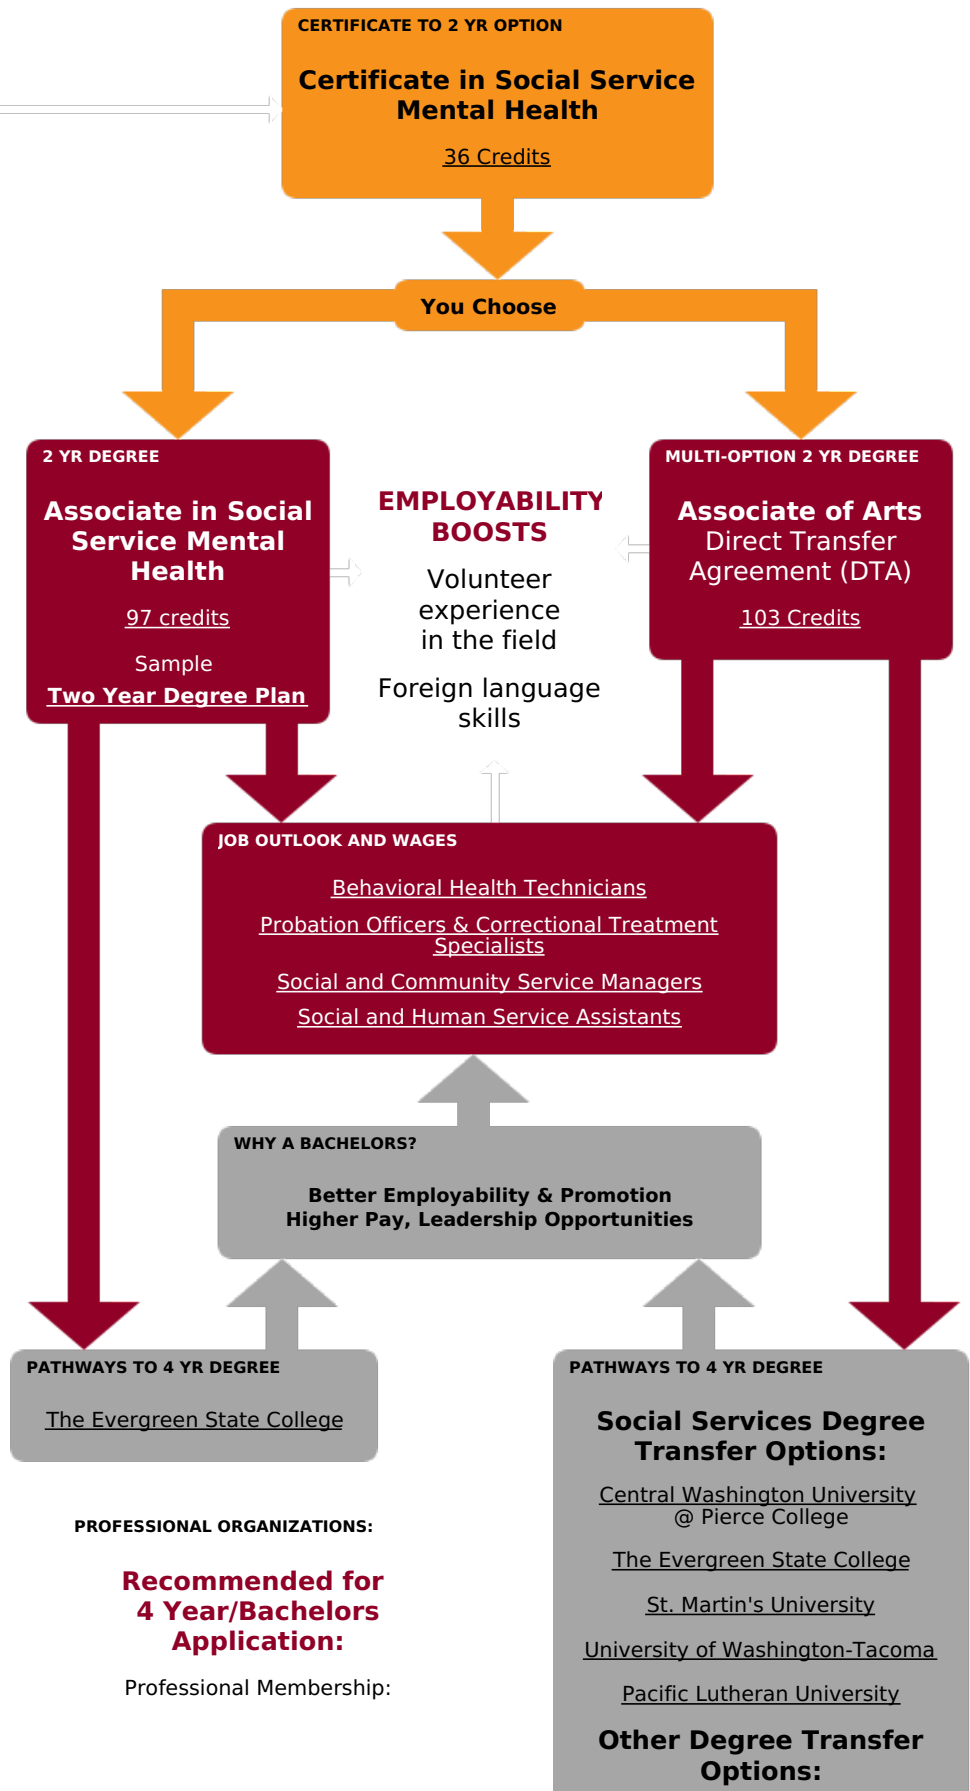 CERTIFICATE TO 2 YR OPTION
Certificate in Social Service
Mental Health
36 Credits
You Choose
2 YR DEGREE
Associate in Social
Service Mental
Health
97 credits
Sample
Two Year Degree Plan
EMPLOYABILITY
BOOSTS
Volunteer
experience
in the field
Foreign language
skills
MULTI-OPTION 2 YR DEGREE
Associate of Arts
Direct Transfer
Agreement (DTA)
103 Credits
JOB OUTLOOK AND WAGES
Behavioral Health Technicians
Probation Officers & Correctional Treatment
Specialists
Social and Community Service Managers
Social and Human Service Assistants
WHY A BACHELORS?
Better Employability & Promotion
Higher Pay, Leadership Opportunities
PATHWAYS TO 4 YR DEGREE
The Evergreen State College
PROFESSIONAL ORGANIZATIONS:
Recommended for
4 Year/Bachelors
Application:
Professional Membership:
PATHWAYS TO 4 YR DEGREE
Social Services Degree
Transfer Options:
Central Washington University
@ Pierce College
The Evergreen State College
St. Martin's University
University of Washington-Tacoma
Pacific Lutheran University
Other Degree Transfer
Options: